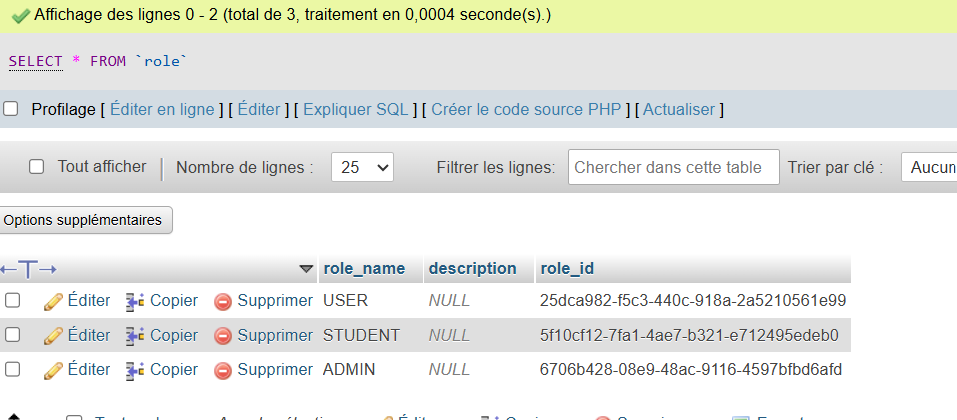 Affichage des lignes 0 - 2 (total de 3, traitement en 0,0004 seconde(s).)
SELECT * FROM `role`
Profilage [ Éditer en ligne ] [ Éditer ] [ Expliquer SQL ] [ Créer le code source PHP ] [ Actualiser ]
Tout afficher Nombre de lignes : 25 Filtrer les lignes: Chercher dans cette table Trier par clé : Aucun
Options supplémentaires
role_name description role_id
Éditer Copier Supprimer USER NULL 25dca982-f5c3-440c-918a-2a5210561e99
Éditer Copier Supprimer STUDENT NULL 5f10cf12-7fa1-4ae7-b321-e712495edeb0
Éditer Copier Supprimer ADMIN NULL 6706b428-08e9-48ac-9116-4597bfbd6afd